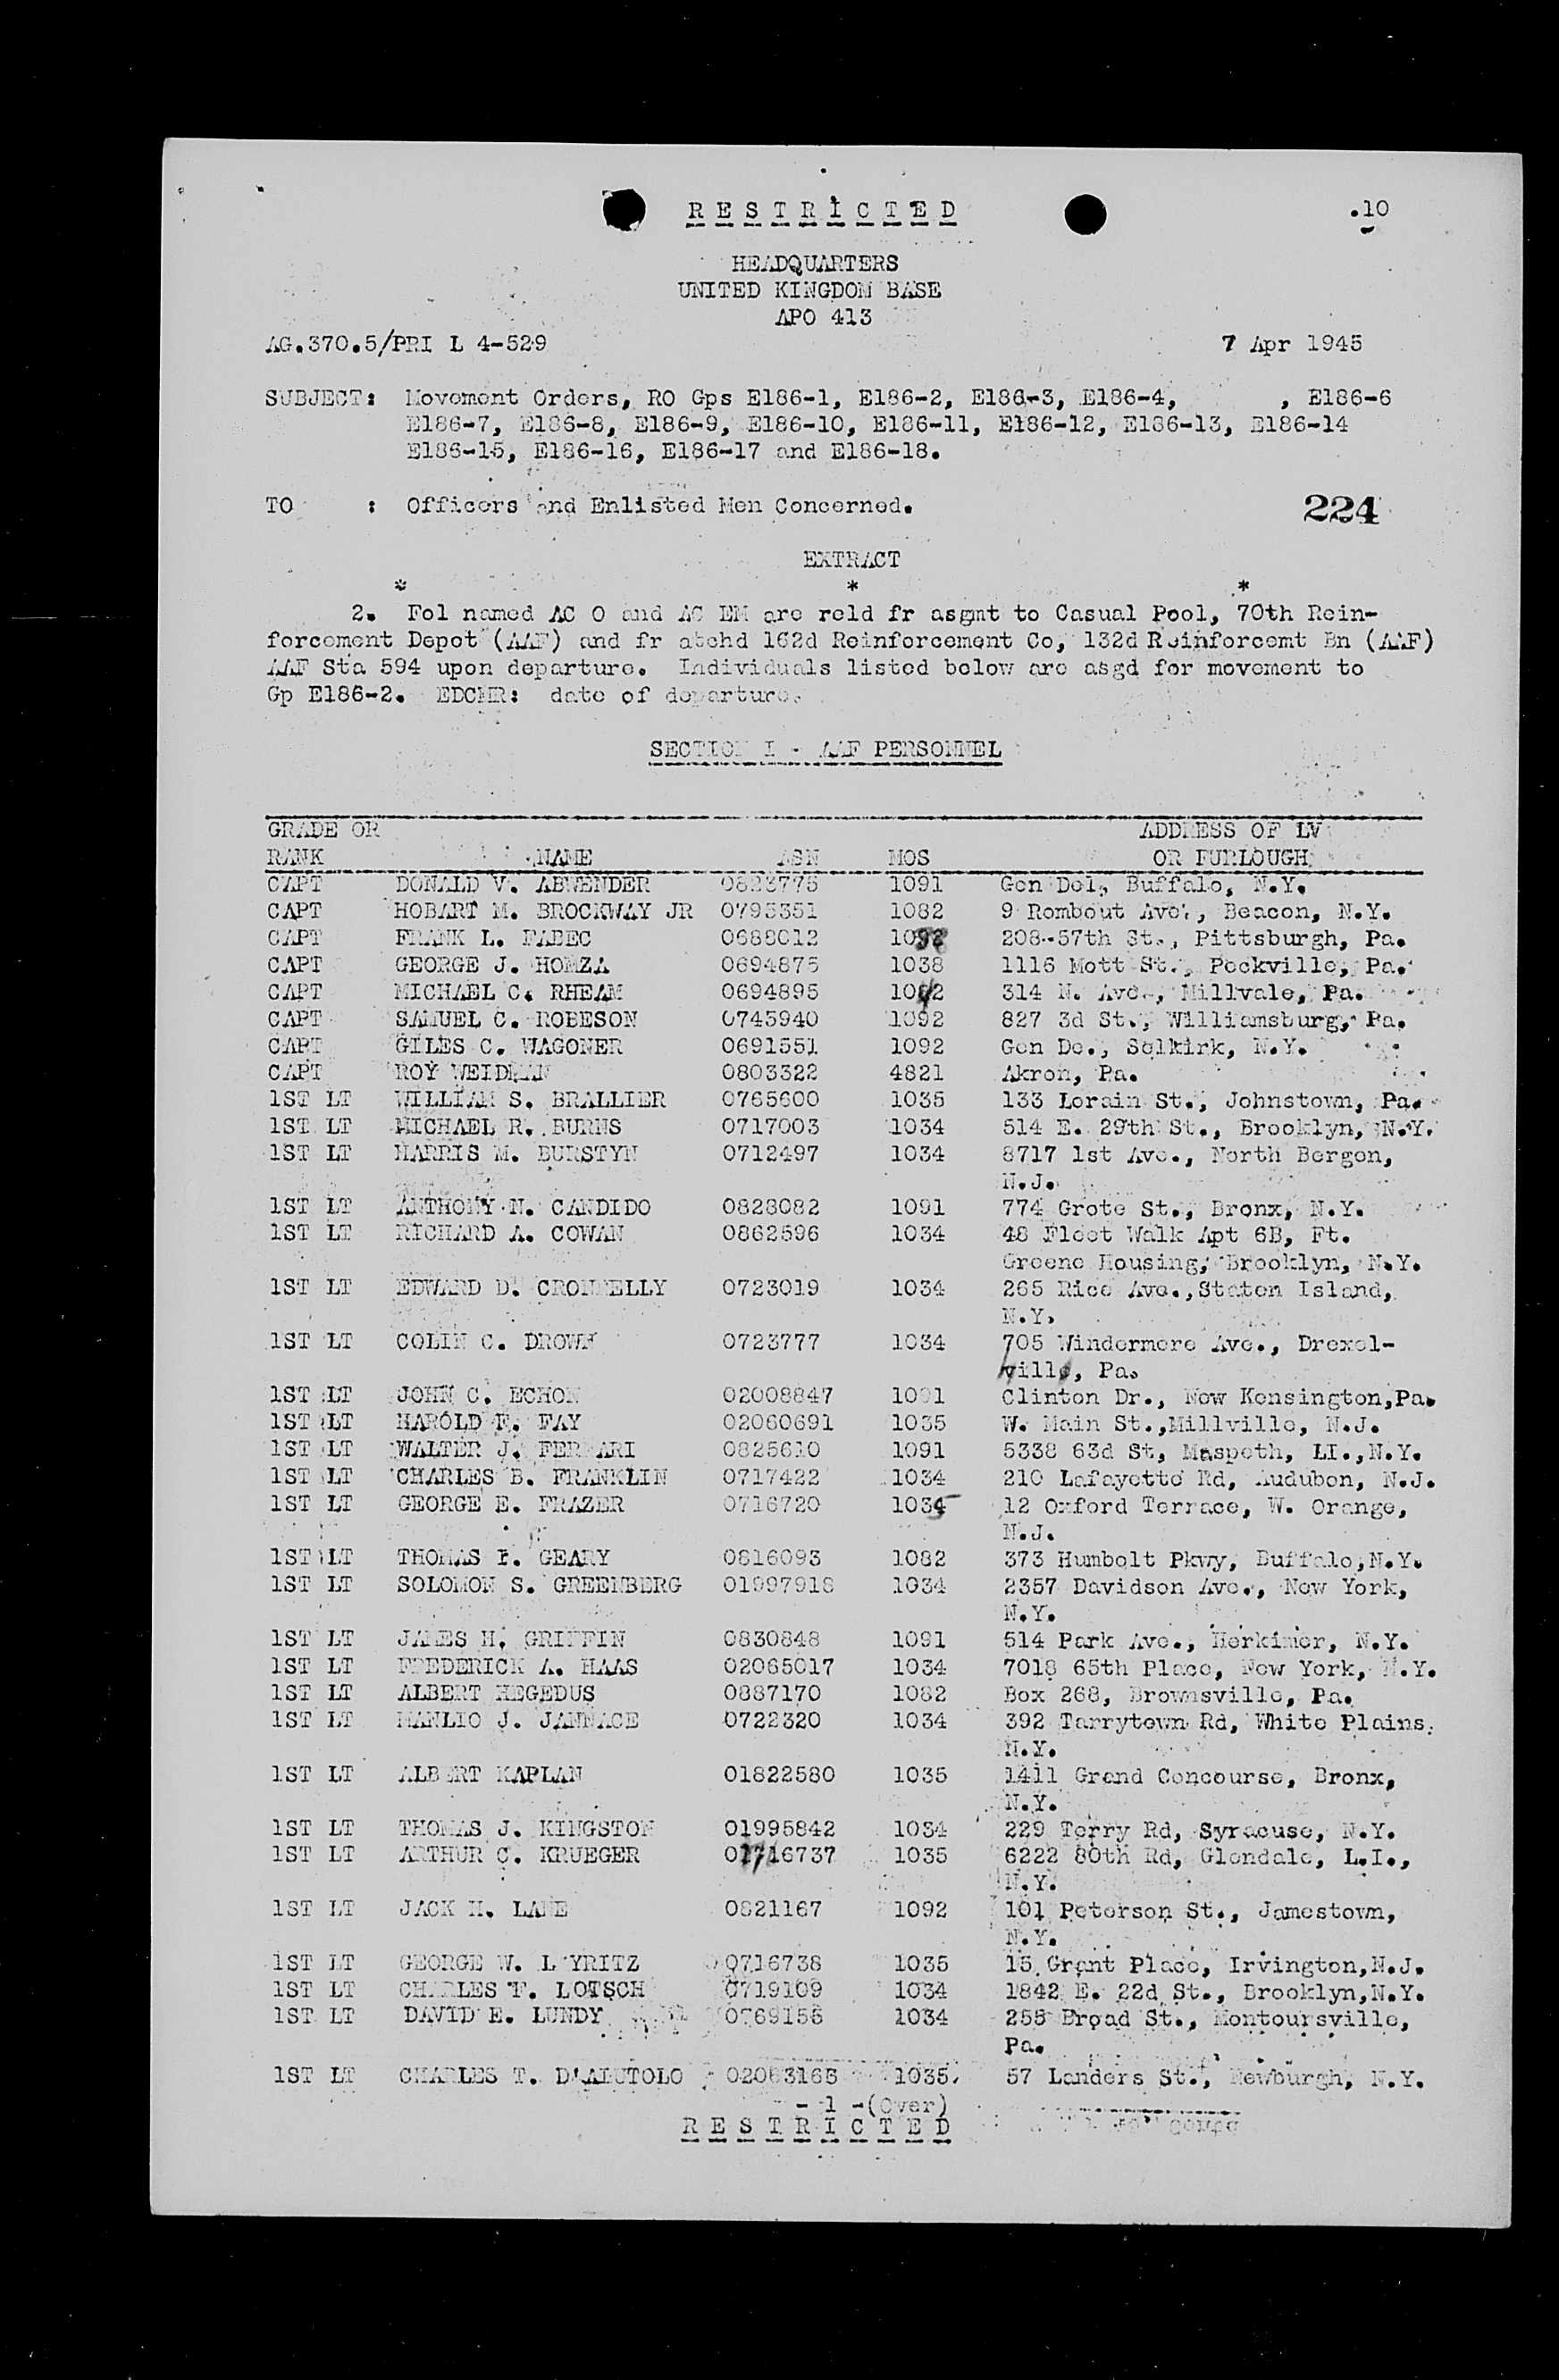 R E S T R I C T E D
.10
HEADQUARTERS
UNITED KINGDOM BASE
APO 413
AG.370.5/PRI L 4-529 7 Apr 1945
SUBJECT: Movement Orders, RO Gps E186-1, E186-2, E186-3, E186-4, , E186-6
E186-7, E186-8, E186-9, E186-10, E186-11, E186-12, E186-13, E186-14
E186-15, E186-16, E186-17 and E186-18.
TO : Officers and Enlisted Men Concerned.
224
EXTRACT
* * *
2. Fol named AC O and AC EM are reld fr asgmt to Casual Pool, 70th Rein-
forcement Depot (AAF) and fr atchd 162d Reinforcement Co, 132d Reinforcemt Bn (AAF)
AAF Sta 594 upon departure. Individuals listed below are asgd for movement to
Gp E186-2. EDCMR: date of departure.
SECTION I - AAF PERSONNEL
GRADE OR ADDRESS OF LV
RANK NAME ASN MOS OR FURLOUGH
CAPT DONALD V. ABWENDER 0823775 1091 Gen Del, Buffalo, N.Y.
CAPT HOBART M. BROCKWAY JR 0795351 1082 9 Rombout Ave., Beacon, N.Y.
CAPT FRANK L. FABEC 0688012 208-57th St., Pittsburgh, Pa.
CAPT GEORGE J. HOMZA 0694875 1038 1116 Mott St., Peckville, Pa.
CAPT MICHAEL C. RHEAM 0694895 314 N. Ave., Millvale, Pa.
CAPT SAMUEL C. ROBESON 0745940 1092 827 3d St., Williamsburg, Pa.
CAPT GILES C. WAGONER 0691551 1092 Gen De., Selkirk, N.Y.
CAPT ROY WEIDMAN 0803322 4821 Akron, Pa.
1ST LT WILLIAM S. BRALLIER 0765600 1035 133 Lorain St., Johnstown, Pa.
1ST LT MICHAEL R. BURNS 0717003 1034 514 E. 29th St., Brooklyn, N.Y.
1ST LT HARRIS M. BURSTYN 0712497 1034 8717 1st Ave., North Bergen,
N.J.
1ST LT ANTHONY N. CANDIDO 0828082 1091 774 Grote St., Bronx, N.Y.
1ST LT RICHARD A. COWAN 0862596 1034 48 Fleet Walk Apt 6B, Ft.
Greene Housing, Brooklyn, N.Y.
1ST LT EDWARD D. CRONNELLY 0723019 1034 265 Rice Ave.,Staten Island,
N.Y.
1ST LT COLIN C. DROWN 0723777 1034 705 Windermere Ave., Drexel-
ville, Pa.
1ST LT JOHN C. ECHON 02008847 1091 Clinton Dr., New Kensington,Pa.
1ST LT HAROLD F. FAY 02060691 1035 W. Main St.,Millville, N.J.
1ST LT WALTER J. FERRARI 0825610 1091 5338 63d St, Maspeth, LI.,N.Y.
1ST LT CHARLES B. FRANKLIN 0717422 1034 210 Lafayette Rd, Audubon, N.J.
1ST LT GEORGE E. FRAZER 0716720 1035 12 Oxford Terrace, W. Orange,
N.J.
1ST LT THOMAS P. GEARY 0816093 1082 373 Humbolt Pkwy, Buffalo,N.Y.
1ST LT SOLOMON S. GREENBERG 01997918 1034 2357 Davidson Ave., New York,
N.Y.
1ST LT JAMES H. GRIFFIN 0830848 1091 514 Park Ave., Herkimer, N.Y.
1ST LT FREDERICK A. HAAS 02065017 1034 7018 65th Place, New York, N.Y.
1ST LT ALBERT HEGEDUS 0887170 1082 Box 268, Brownsville, Pa.
1ST LT MANLIO J. JANNACE 0722320 1034 392 Tarrytown Rd, White Plains,
N.Y.
1ST LT ALBERT KAPLAN 01822580 1035 1411 Grand Concourse, Bronx,
N.Y.
1ST LT THOMAS J. KINGSTON 01995842 1034 229 Terry Rd, Syracuse, N.Y.
1ST LT ARTHUR C. KRUEGER 1035 6222 80th Rd, Glendale, L.I.,
N.Y.
1ST LT JACK H. LANE 0821167 1092 101 Peterson St., Jamestown,
N.Y.
1ST LT GEORGE W. 0716738 1035 15 Grant Place, Irvington,N.J.
1ST LT CHARLES T. LOTSCH 0719109 1034 1842 E. 22d St., Brooklyn,N.Y.
1ST LT DAVID E. LUNDY 0769156 1034 255 Broad St., Montoursville,
Pa.
1ST LT CHARLES T. D'ALUTOLO 02063165 1035 57 Landers St., Newburgh, N.Y.
- 1 -(Over)
R E S T R I C T E D